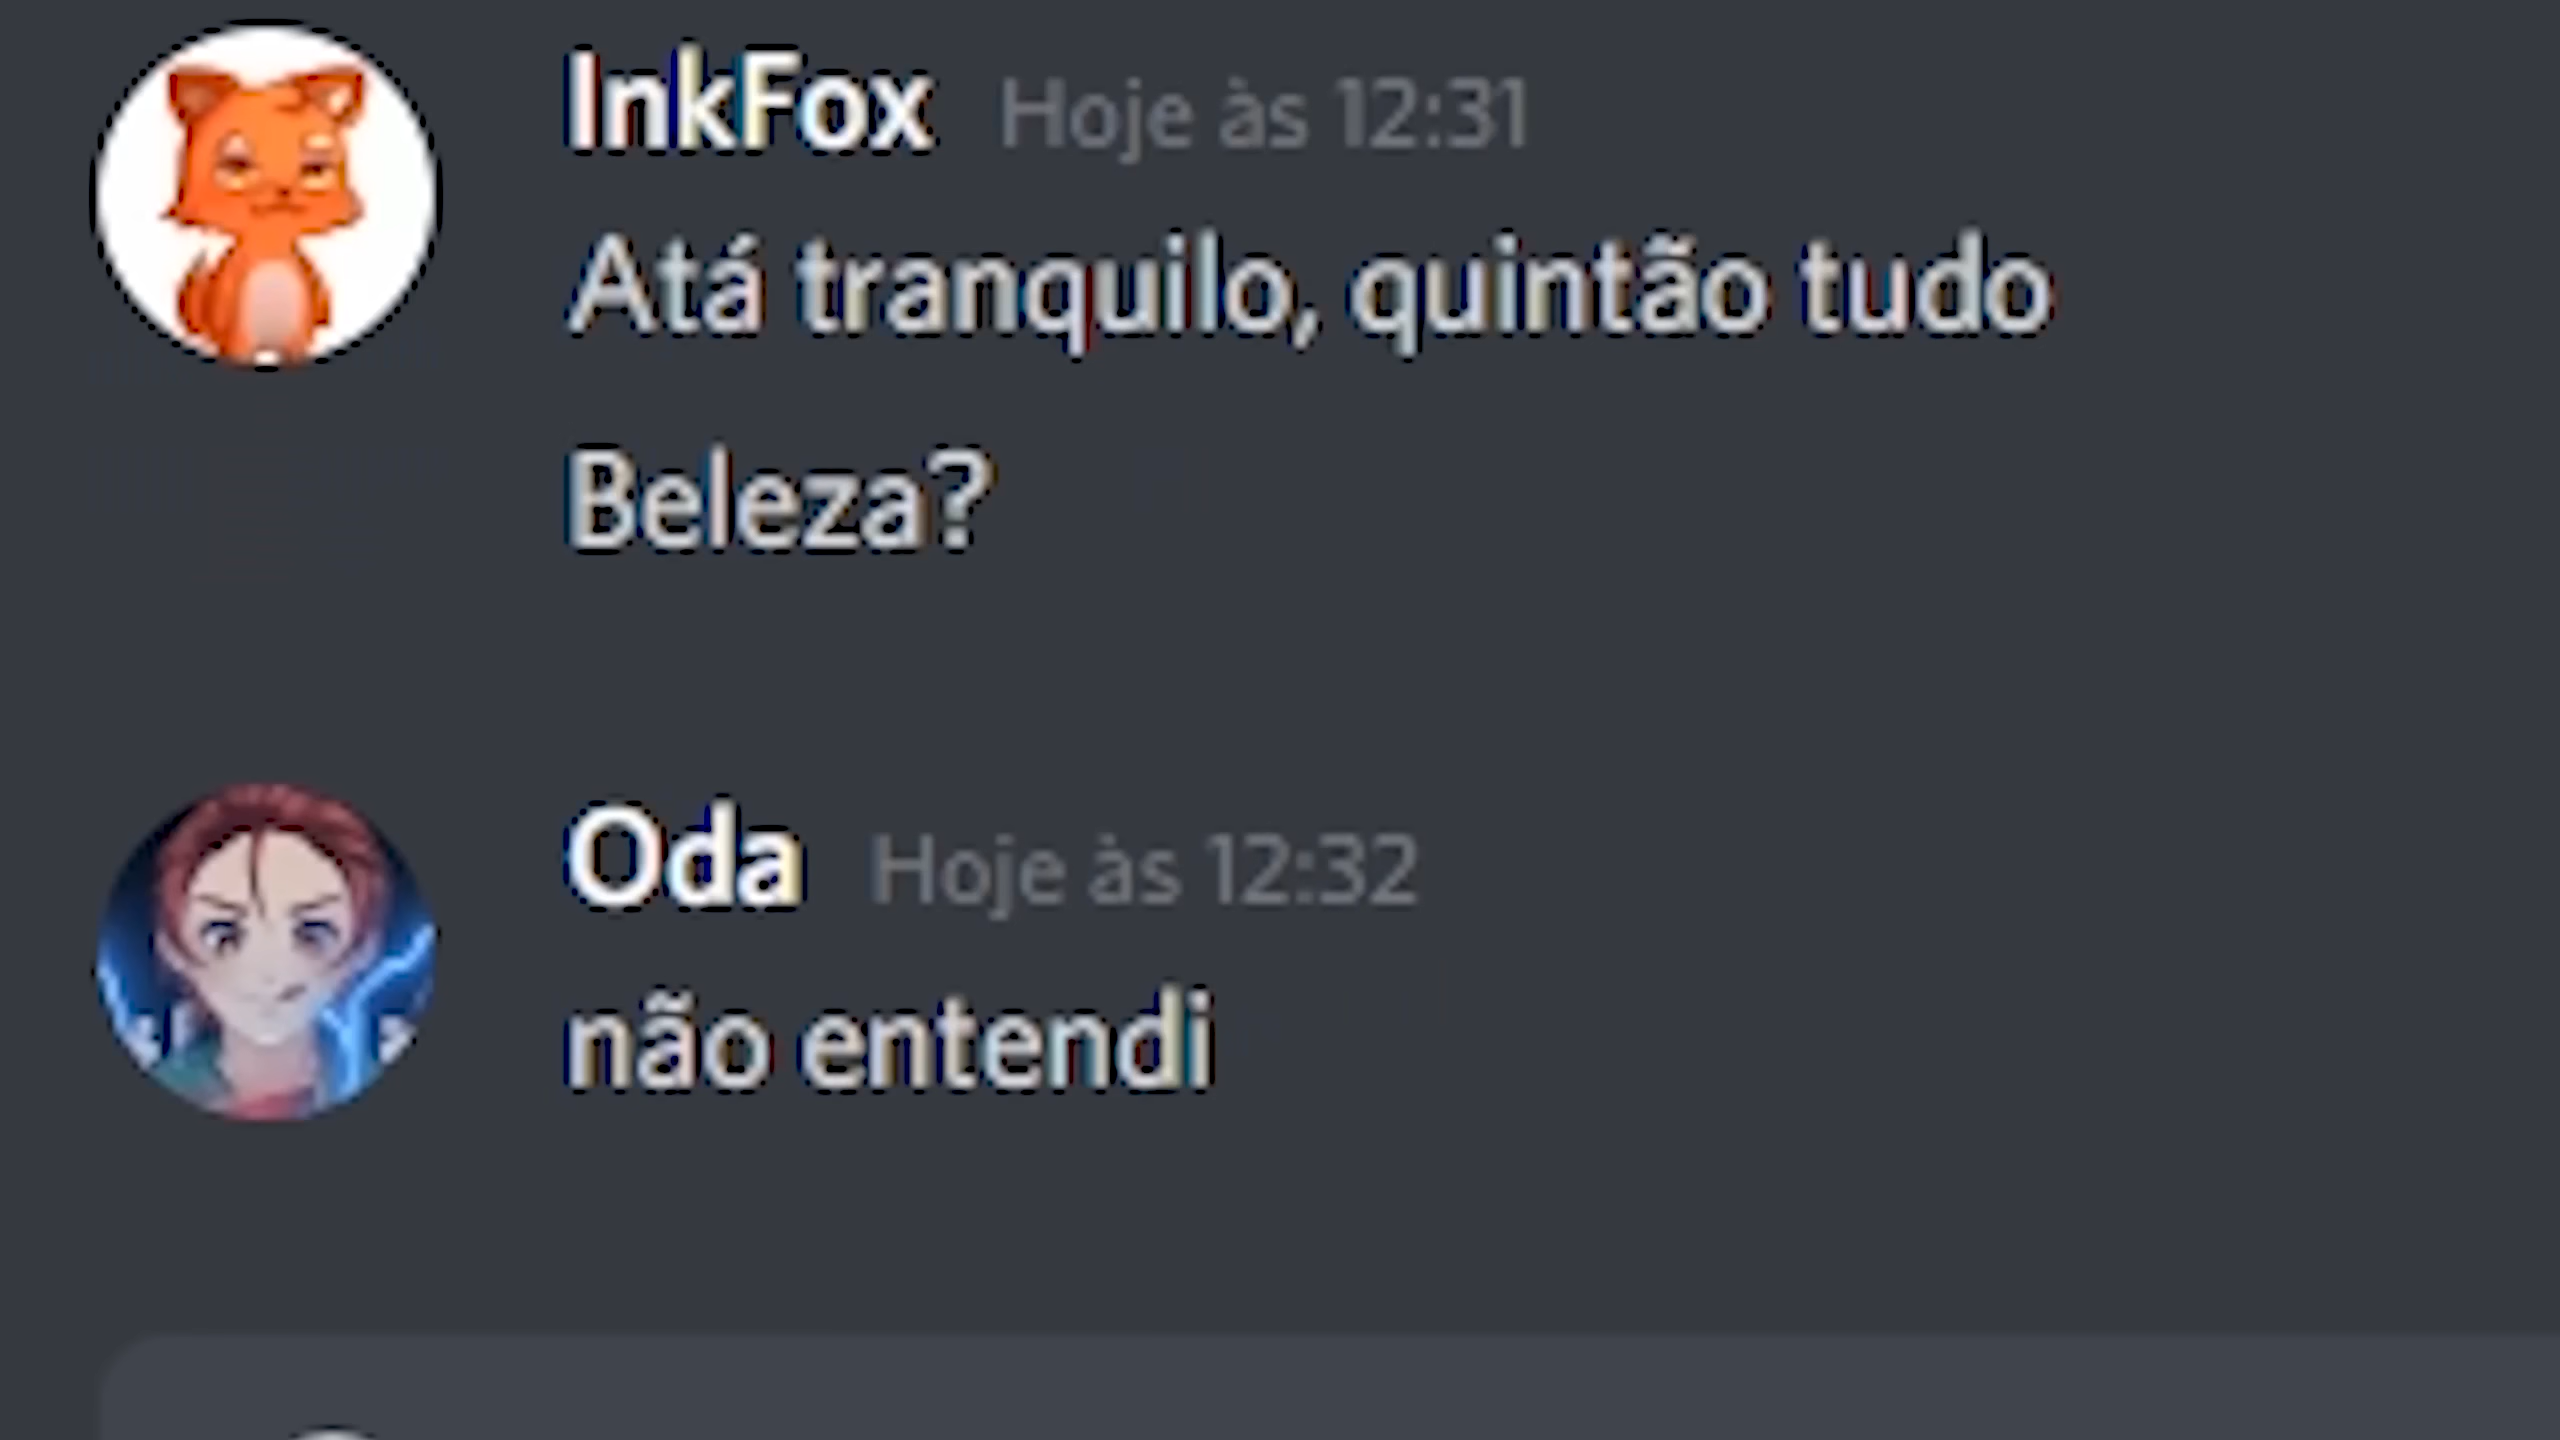 InkFox Hoje às 12:31
Atá tranquilo, quintão tudo
Beleza?
Oda Hoje às 12:32
não entendi